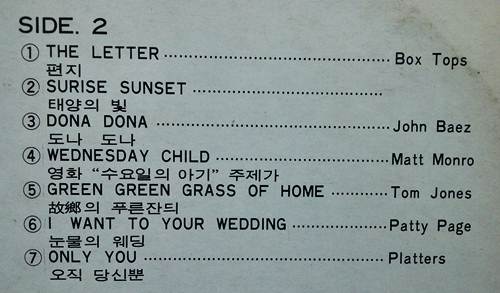 SIDE. 2
① THE LETTER ········································ Box Tops
편지
② SURISE SUNSET ·································
태양의 빛
③ DONA DONA ········································ John Baez
도나 도나
④ WEDNESDAY CHILD ······························ Matt Monro
영화 “수요일의 아기” 주제가
⑤ GREEN GREEN GRASS OF HOME ··········· Tom Jones
故鄕의 푸른잔듸
⑥ I WANT TO YOUR WEDDING ················· Patty Page
눈물의 웨딩
⑦ ONLY YOU ········································ Platters
오직 당신뿐